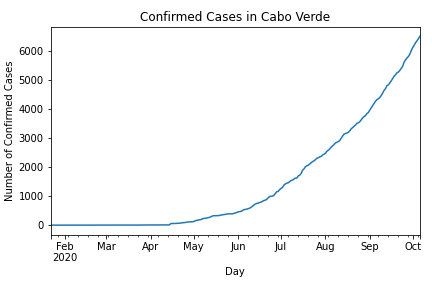 Confirmed Cases in Cabo Verde
Number of Confirmed Cases
6000
5000
4000
3000
2000
1000
0
Feb Mar Apr May Jun Jul Aug Sep Oct
2020
Day